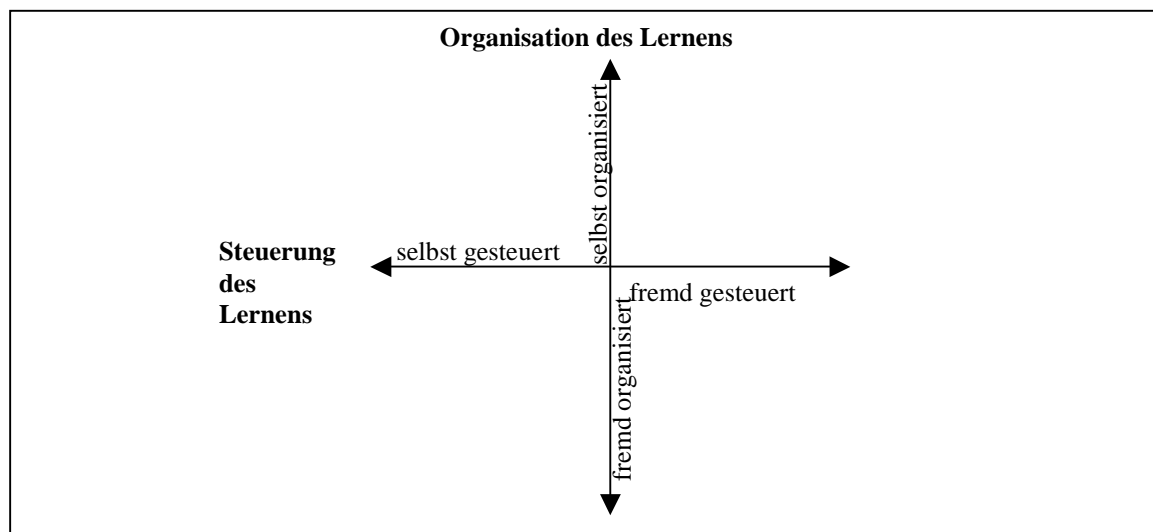 Organisation des Lernens
selbst organisiert
Steuerung
des
Lernens
selbst gesteuert
fremd gesteuert
fremd organisiert